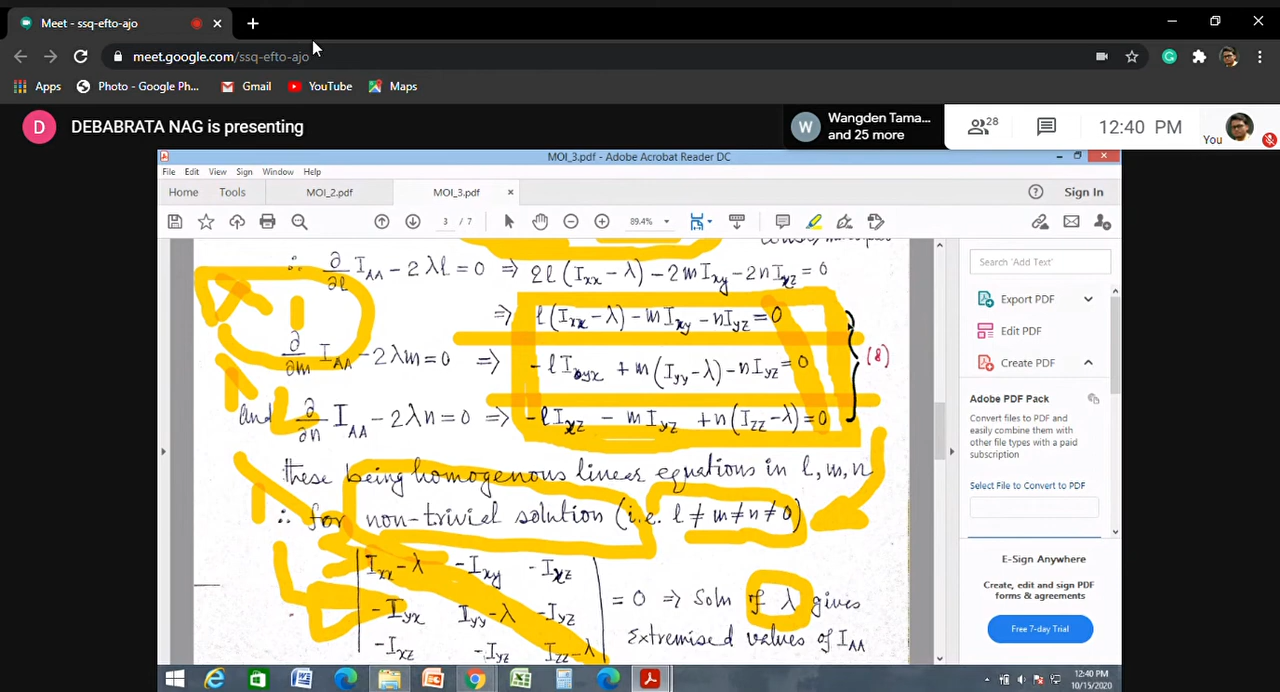 Meet - ssq-efto-ajo
meet.google.com/ssq-efto-ajo
Apps Photo - Google Ph... Gmail YouTube Maps
D DEBABRATA NAG is presenting
W Wangden Tama... and 25 more
28 12:40 PM You
MOI_3.pdf - Adobe Acrobat Reader DC
File Edit View Sign Window Help
Home Tools MOI_2.pdf MOI_3.pdf × Sign In
3 / 7 89.4%
∴ ∂/∂l I_AA - 2λl = 0 ⇒ 2l (I_xx - λ) - 2m I_xy - 2n I_xz = 0
⇒ l (I_xx - λ) - m I_xy - n I_yz = 0
∂/∂m I_AA - 2λm = 0 ⇒ - l I_yx + m (I_yy - λ) - n I_yz = 0 (8)
And ∂/∂n I_AA - 2λn = 0 ⇒ - l I_xz - m I_yz + n (I_zz - λ) = 0
these being homogenous linear equations in l, m, n
∴ for non-trivial solution (i.e. l ≠ m ≠ n ≠ 0)
I_xx - λ - I_xy - I_xz
- I_yx I_yy - λ - I_yz = 0 ⇒ Soln of λ gives
- I_xz - I_yz I_zz - λ extremised values of I_AA
Search 'Add Text'
Export PDF
Edit PDF
Create PDF
Adobe PDF Pack
Convert files to PDF and
easily combine them with
other file types with a paid
subscription
Select File to Convert to PDF
E-Sign Anywhere
Create, edit and sign PDF
forms & agreements
Free 7-day Trial
12:40 PM
10/15/2020